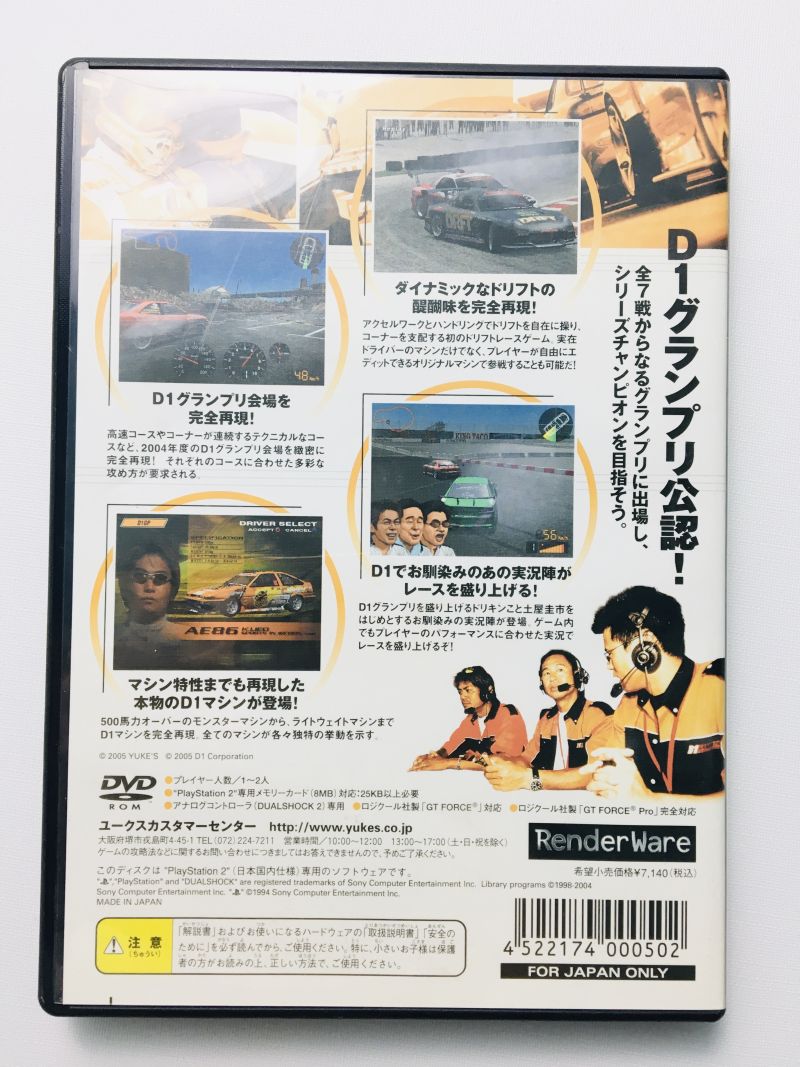 D1グランプリ公認！
全7戦からなるグランプリに出場し、
シリーズチャンピオンを目指そう。
Replay
DRIFT
ダイナミックなドリフトの
醍醐味を完全再現！
アクセルワークとハンドリングでドリフトを自在に操り、
コーナーを支配する初のドリフトレースゲーム。実在
ドライバーのマシンだけでなく、プレイヤーが自由にエ
ディットできるオリジナルマシンで参戦することも可能だ！
48 Km/h
D1グランプリ会場を
完全再現！
高速コースやコーナーが連続するテクニカルなコー
スなど、2004年度のD1グランプリ会場を緻密に
完全再現！ それぞれのコースに合わせた多彩な
攻め方が要求される。
KING TACO
56 Km/h
D1でお馴染みのあの実況陣が
レースを盛り上げる！
D1グランプリを盛り上げるドリキンこと土屋圭市を
はじめとするお馴染みの実況陣が登場。ゲーム内
でもプレイヤーのパフォーマンスに合わせた実況で
レースを盛り上げるぞ！
D1GP
DRIVER SELECT
ACCEPT CANCEL
SPECIFICATION
AE86
マシン特性までも再現した
本物のD1マシンが登場！
500馬力オーバーのモンスターマシンから、ライトウェイトマシンまで
D1マシンを完全再現。全てのマシンが各々独特の挙動を示す。
© 2005 YUKE'S © 2005 D1 Corporation
DVD
ROM
●プレイヤー人数／1〜2人
●"PlayStation 2"専用メモリーカード（8MB）対応：25KB以上必要
●アナログコントローラ（DUALSHOCK 2）専用 ●ロジクール社製「GT FORCE®」対応 ●ロジクール社製「GT FORCE® Pro」完全対応
ユークスカスタマーセンター http://www.yukes.co.jp
大阪府堺市戎島町4-45-1 TEL(072)224-7211 営業時間／10:00〜12:00 13:00〜17:00（土・日・祝を除く）
ゲームの攻略法などに関するお問い合わせにつきましてはお答えできませんので、予めご了承ください。
RenderWare
希望小売価格¥7,140（税込）
このディスクは "PlayStation 2"（日本国内仕様）専用のソフトウェアです。
" ","PlayStation" and "DUALSHOCK" are registered trademarks of Sony Computer Entertainment Inc. Library programs ©1998-2004
Sony Computer Entertainment Inc. " " ©1994 Sony Computer Entertainment Inc.
MADE IN JAPAN
注意
（ちゅうい）
「解説書」およびお使いになるハードウェアの「取扱説明書」「安全の
ために」を必ず読んでから、ご使用ください。特に、小さいお子様は保護
者の方がお読みの上、正しい方法で、ご使用ください。
4 522174 000502
FOR JAPAN ONLY